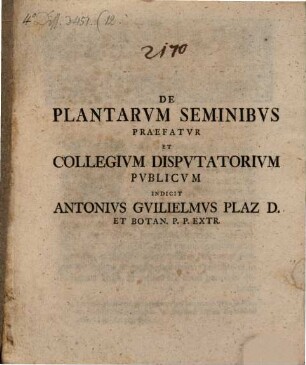 4° Diss. 3457. (12.
2170
DE
PLANTARVM SEMINIBVS
PRAEFATVR
ET
COLLEGIVM DISPVTATORIVM
PVBLICVM
INDICIT
ANTONIVS GVILIELMVS PLAZ D.
ET BOTAN. P. P. EXTR.